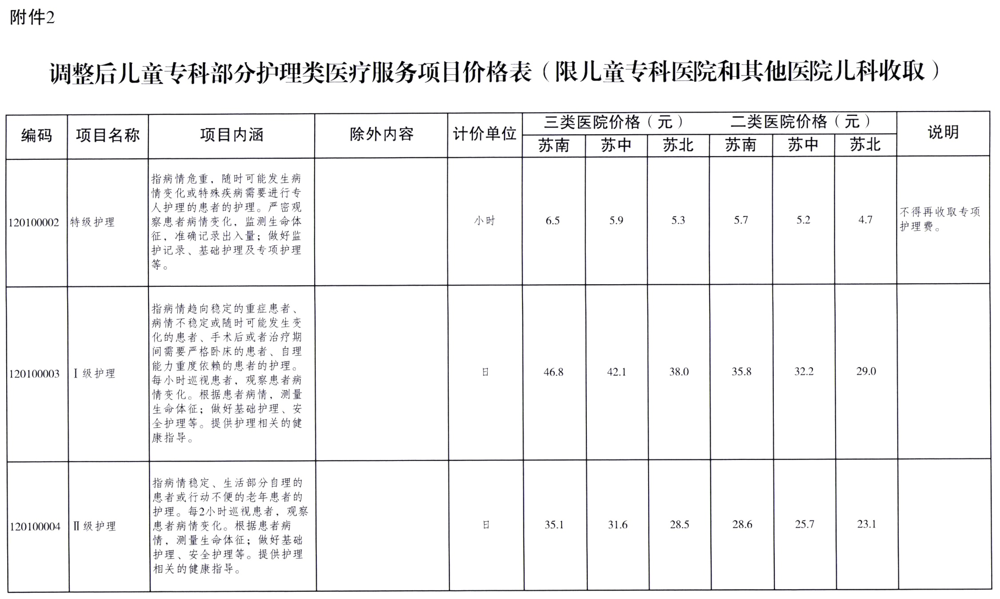 附件2
调整后儿童专科部分护理类医疗服务项目价格表（限儿童专科医院和其他医院儿科收取）
编码 项目名称 项目内涵 除外内容 计价单位 三类医院价格（元） 二类医院价格（元） 说明
苏南 苏中 苏北 苏南 苏中 苏北
120100002 特级护理
指病情危重，随时可能发生病
情变化或特殊疾病需要进行专
人护理的患者的护理。严密观
察患者病情变化，监测生命体
征，准确记录出入量；做好监
护记录、基础护理及专项护理
等。
小时 6.5 5.9 5.3 5.7 5.2 4.7
不得再收取专项
护理费。
120100003 Ⅰ级护理
指病情趋向稳定的重症患者、
病情不稳定或随时可能发生变
化的患者、手术后或者治疗期
间需要严格卧床的患者、自理
能力重度依赖的患者的护理。
每小时巡视患者，观察患者病
情变化。根据患者病情，测量
生命体征；做好基础护理、安
全护理等。提供护理相关的健
康指导。
日 46.8 42.1 38.0 35.8 32.2 29.0
120100004 Ⅱ级护理
指病情稳定、生活部分自理的
患者或行动不便的老年患者的
护理。每2小时巡视患者，观察
患者病情变化。根据患者病
情，测量生命体征；做好基础
护理、安全护理等。提供护理
相关的健康指导。
日 35.1 31.6 28.5 28.6 25.7 23.1